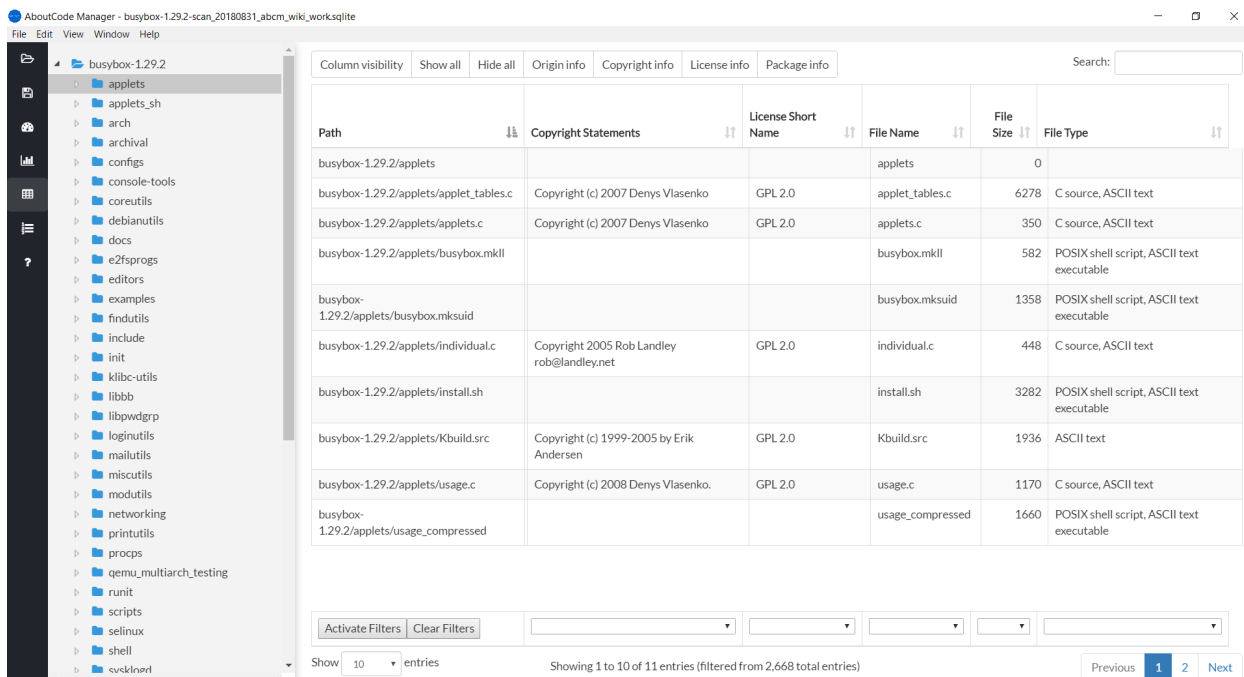 AboutCode Manager - busybox-1.29.2-scan_20180831_abcm_wiki_work.sqlite
File Edit View Window Help
busybox-1.29.2
applets
applets_sh
arch
archival
configs
console-tools
coreutils
debianutils
docs
e2fsprogs
editors
examples
findutils
include
init
klibc-utils
libbb
libpwdgrp
loginutils
mailutils
miscutils
modutils
networking
printutils
procps
qemu_multiarch_testing
runit
scripts
selinux
shell
sysklogd
Column visibility Show all Hide all Origin info Copyright info License info Package info
Search:
Path Copyright Statements License Short Name File Name File Size File Type
busybox-1.29.2/applets applets 0
busybox-1.29.2/applets/applet_tables.c Copyright (c) 2007 Denys Vlasenko GPL 2.0 applet_tables.c 6278 C source, ASCII text
busybox-1.29.2/applets/applets.c Copyright (c) 2007 Denys Vlasenko GPL 2.0 applets.c 350 C source, ASCII text
busybox-1.29.2/applets/busybox.mkll busybox.mkll 582 POSIX shell script, ASCII text
executable
busybox- busybox.mksuid 1358 POSIX shell script, ASCII text
1.29.2/applets/busybox.mksuid executable
busybox-1.29.2/applets/individual.c Copyright 2005 Rob Landley GPL 2.0 individual.c 448 C source, ASCII text
rob@landley.net
busybox-1.29.2/applets/install.sh install.sh 3282 POSIX shell script, ASCII text
executable
busybox-1.29.2/applets/Kbuild.src Copyright (c) 1999-2005 by Erik GPL 2.0 Kbuild.src 1936 ASCII text
Andersen
busybox-1.29.2/applets/usage.c Copyright (c) 2008 Denys Vlasenko. GPL 2.0 usage.c 1170 C source, ASCII text
busybox- usage_compressed 1660 POSIX shell script, ASCII text
1.29.2/applets/usage_compressed executable
Activate Filters Clear Filters
Show 10 entries Showing 1 to 10 of 11 entries (filtered from 2,668 total entries) Previous 1 2 Next